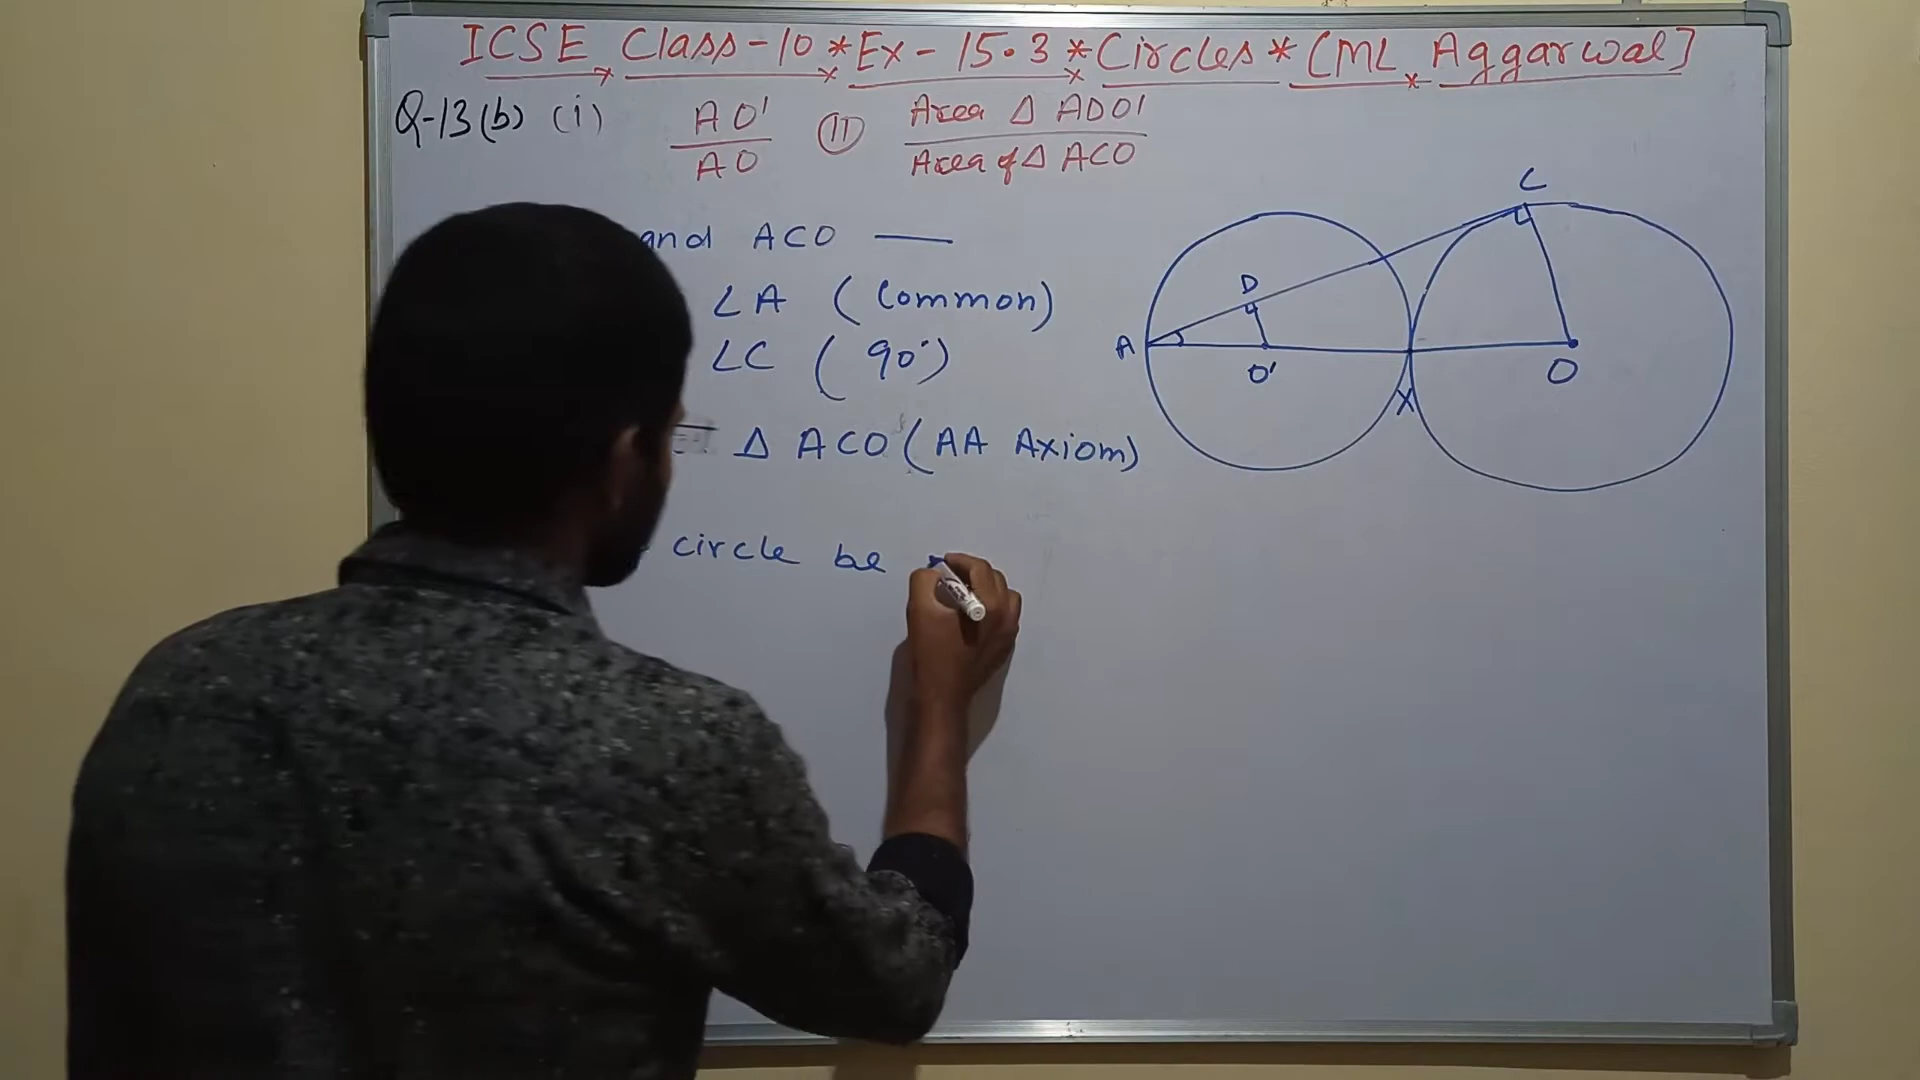 ICSE Class-10 * Ex-15.3 * Circles * [ML Aggarwal]
Q-13(b) (i) AO' / AO (II) Area Δ ADO' / Area of Δ ACO
and ACO
∠A (Common)
∠C (90°)
Δ ACO (AA Axiom)
circle be
C
D
A
O'
X
O